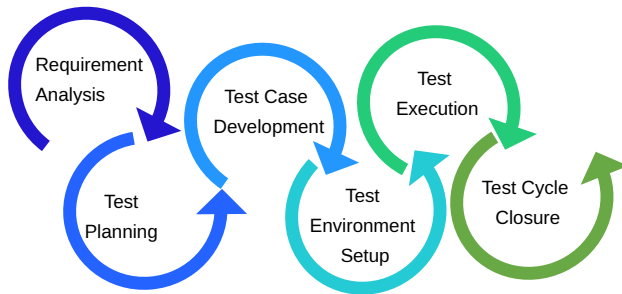 Requirement
Analysis
Test
Planning
Test Case
Development
Test
Environment
Setup
Test
Execution
Test Cycle
Closure